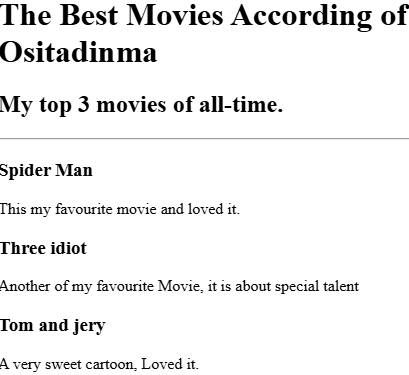 The Best Movies According of
Ositadinma
My top 3 movies of all-time.
Spider Man
This my favourite movie and loved it.
Three idiot
Another of my favourite Movie, it is about special talent
Tom and jery
A very sweet cartoon, Loved it.